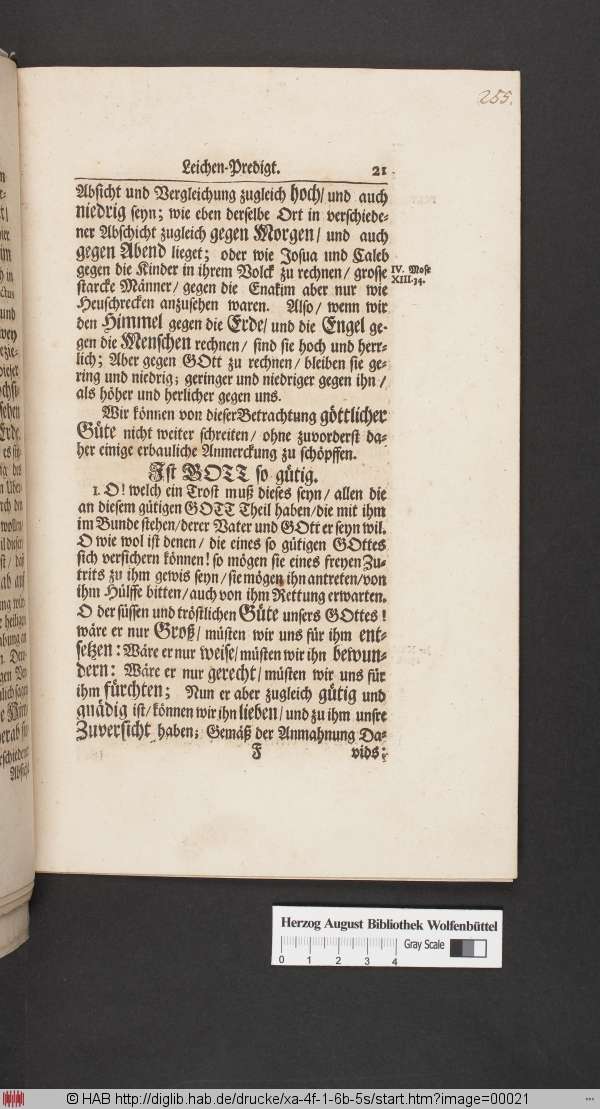 255.
Leichen-Predigt. 21
Absicht und Vergleichung zugleich hoch/ und auch
niedrig seyn; wie eben derselbe Ort in verschiede-
ner Abschicht zugleich gegen Morgen/ und auch
gegen Abend lieget; oder wie Josua und Caleb
gegen die Kinder in ihrem Volck zu rechnen/ grosse
starcke Männer/ gegen die Enakim aber nur wie
Heuschrecken anzusehen waren. Also/ wenn wir
den Himmel gegen die Erde/ und die Engel ge-
gen die Menschen rechnen/ sind sie hoch und herr-
lich; Aber gegen GOtt zu rechnen/ bleiben sie ge-
ring und niedrig; geringer und niedriger gegen ihn/
als höher und herlicher gegen uns.
IV. Mose
XIII. 34.
Wir können von dieser Betrachtung göttlicher
Güte nicht weiter schreiten/ ohne zuvorderst da-
her einige erbauliche Anmerckung zu schöpffen.
Ist GOTT so gütig.
1. O! welch ein Trost muß dieses seyn/ allen die
an diesem gütigen GOTT Theil haben/ die mit ihm
im Bunde stehen/ derer Vater und GOtt er seyn wil.
O wie wol ist denen/ die eines so gütigen GOttes
sich versichern können! so mögen sie eines freyen Zu-
trits zu ihm gewis seyn/ sie mögen ihn antreten/ von
ihm Hülffe bitten/ auch von ihm Rettung erwarten.
O der süssen und tröstlichen Güte unsers GOttes!
wäre er nur Groß/ müsten wir uns für ihm ent-
setzen: Wäre er nur weise/ müsten wir ihn bewun-
dern: Wäre er nur gerecht/ müsten wir uns für
ihm fürchten; Nun er aber zugleich gütig und
gnädig ist/ können wir ihn lieben/ und zu ihm unsre
Zuversicht haben; Gemäß der Anmahnung Da-
F vids:
Herzog August Bibliothek Wolfenbüttel
Gray Scale
0 1 2 3 4
© HAB http://diglib.hab.de/drucke/xa-4f-1-6b-5s/start.htm?image=00021